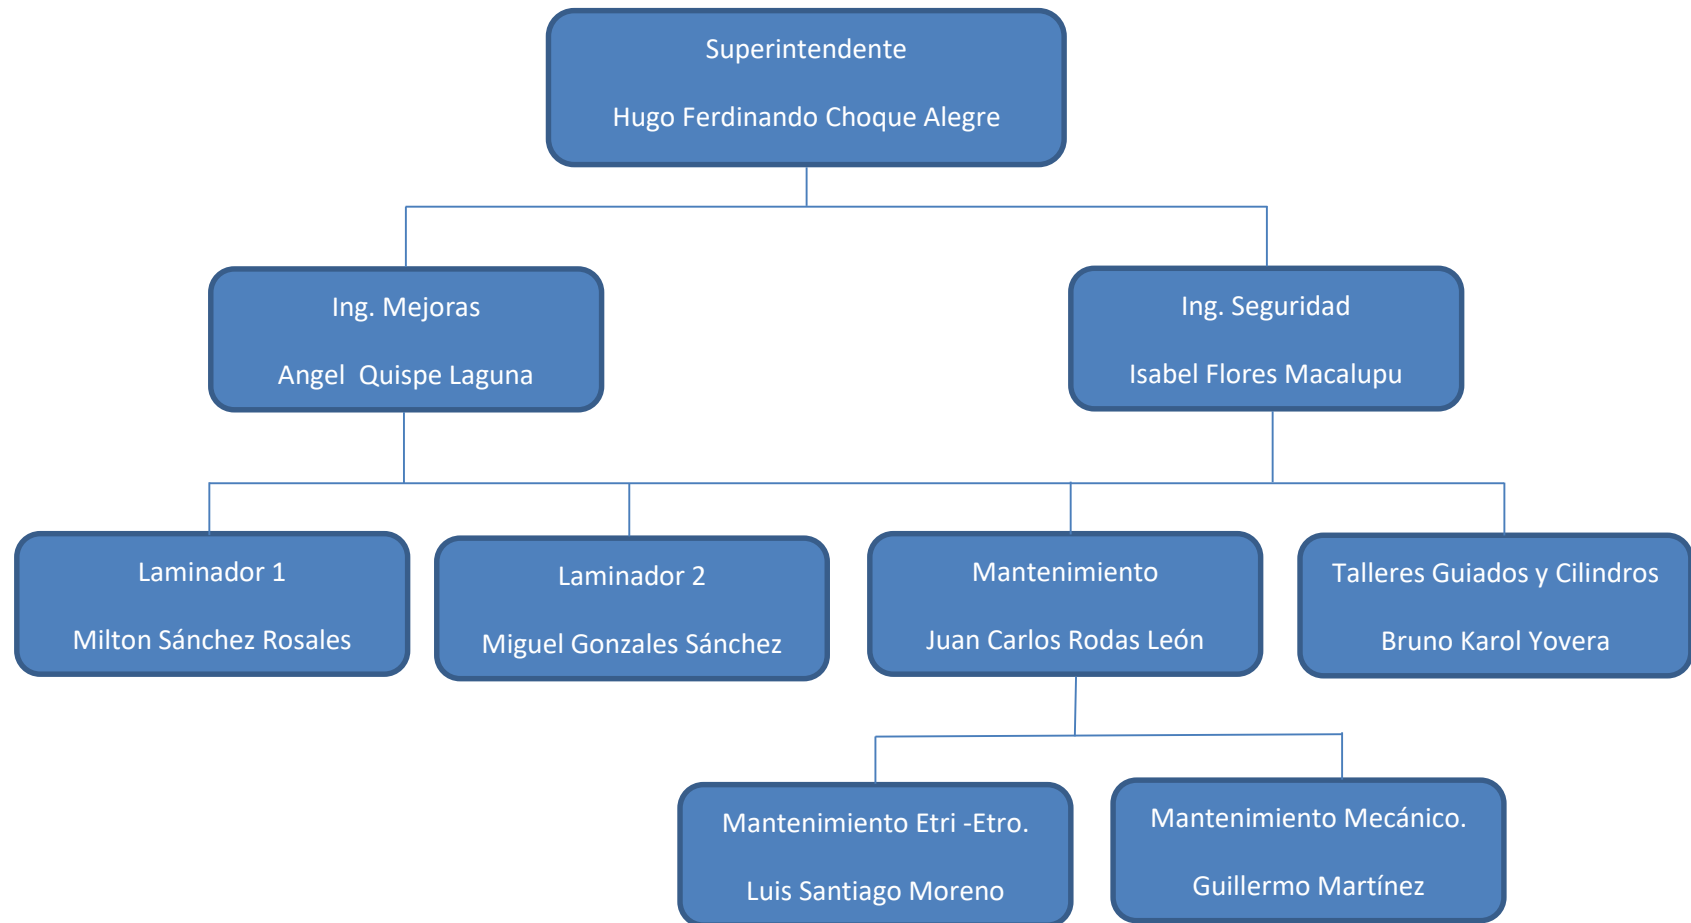 Superintendente
Hugo Ferdinando Choque Alegre
Ing. Mejoras
Angel  Quispe Laguna
Ing. Seguridad
Isabel Flores Macalupu
Laminador 1
Milton Sánchez Rosales
Laminador 2
Miguel Gonzales Sánchez
Mantenimiento
Juan Carlos Rodas León
Talleres Guiados y Cilindros
Bruno Karol Yovera
Mantenimiento Etri -Etro.
Luis Santiago Moreno
Mantenimiento Mecánico.
Guillermo Martínez